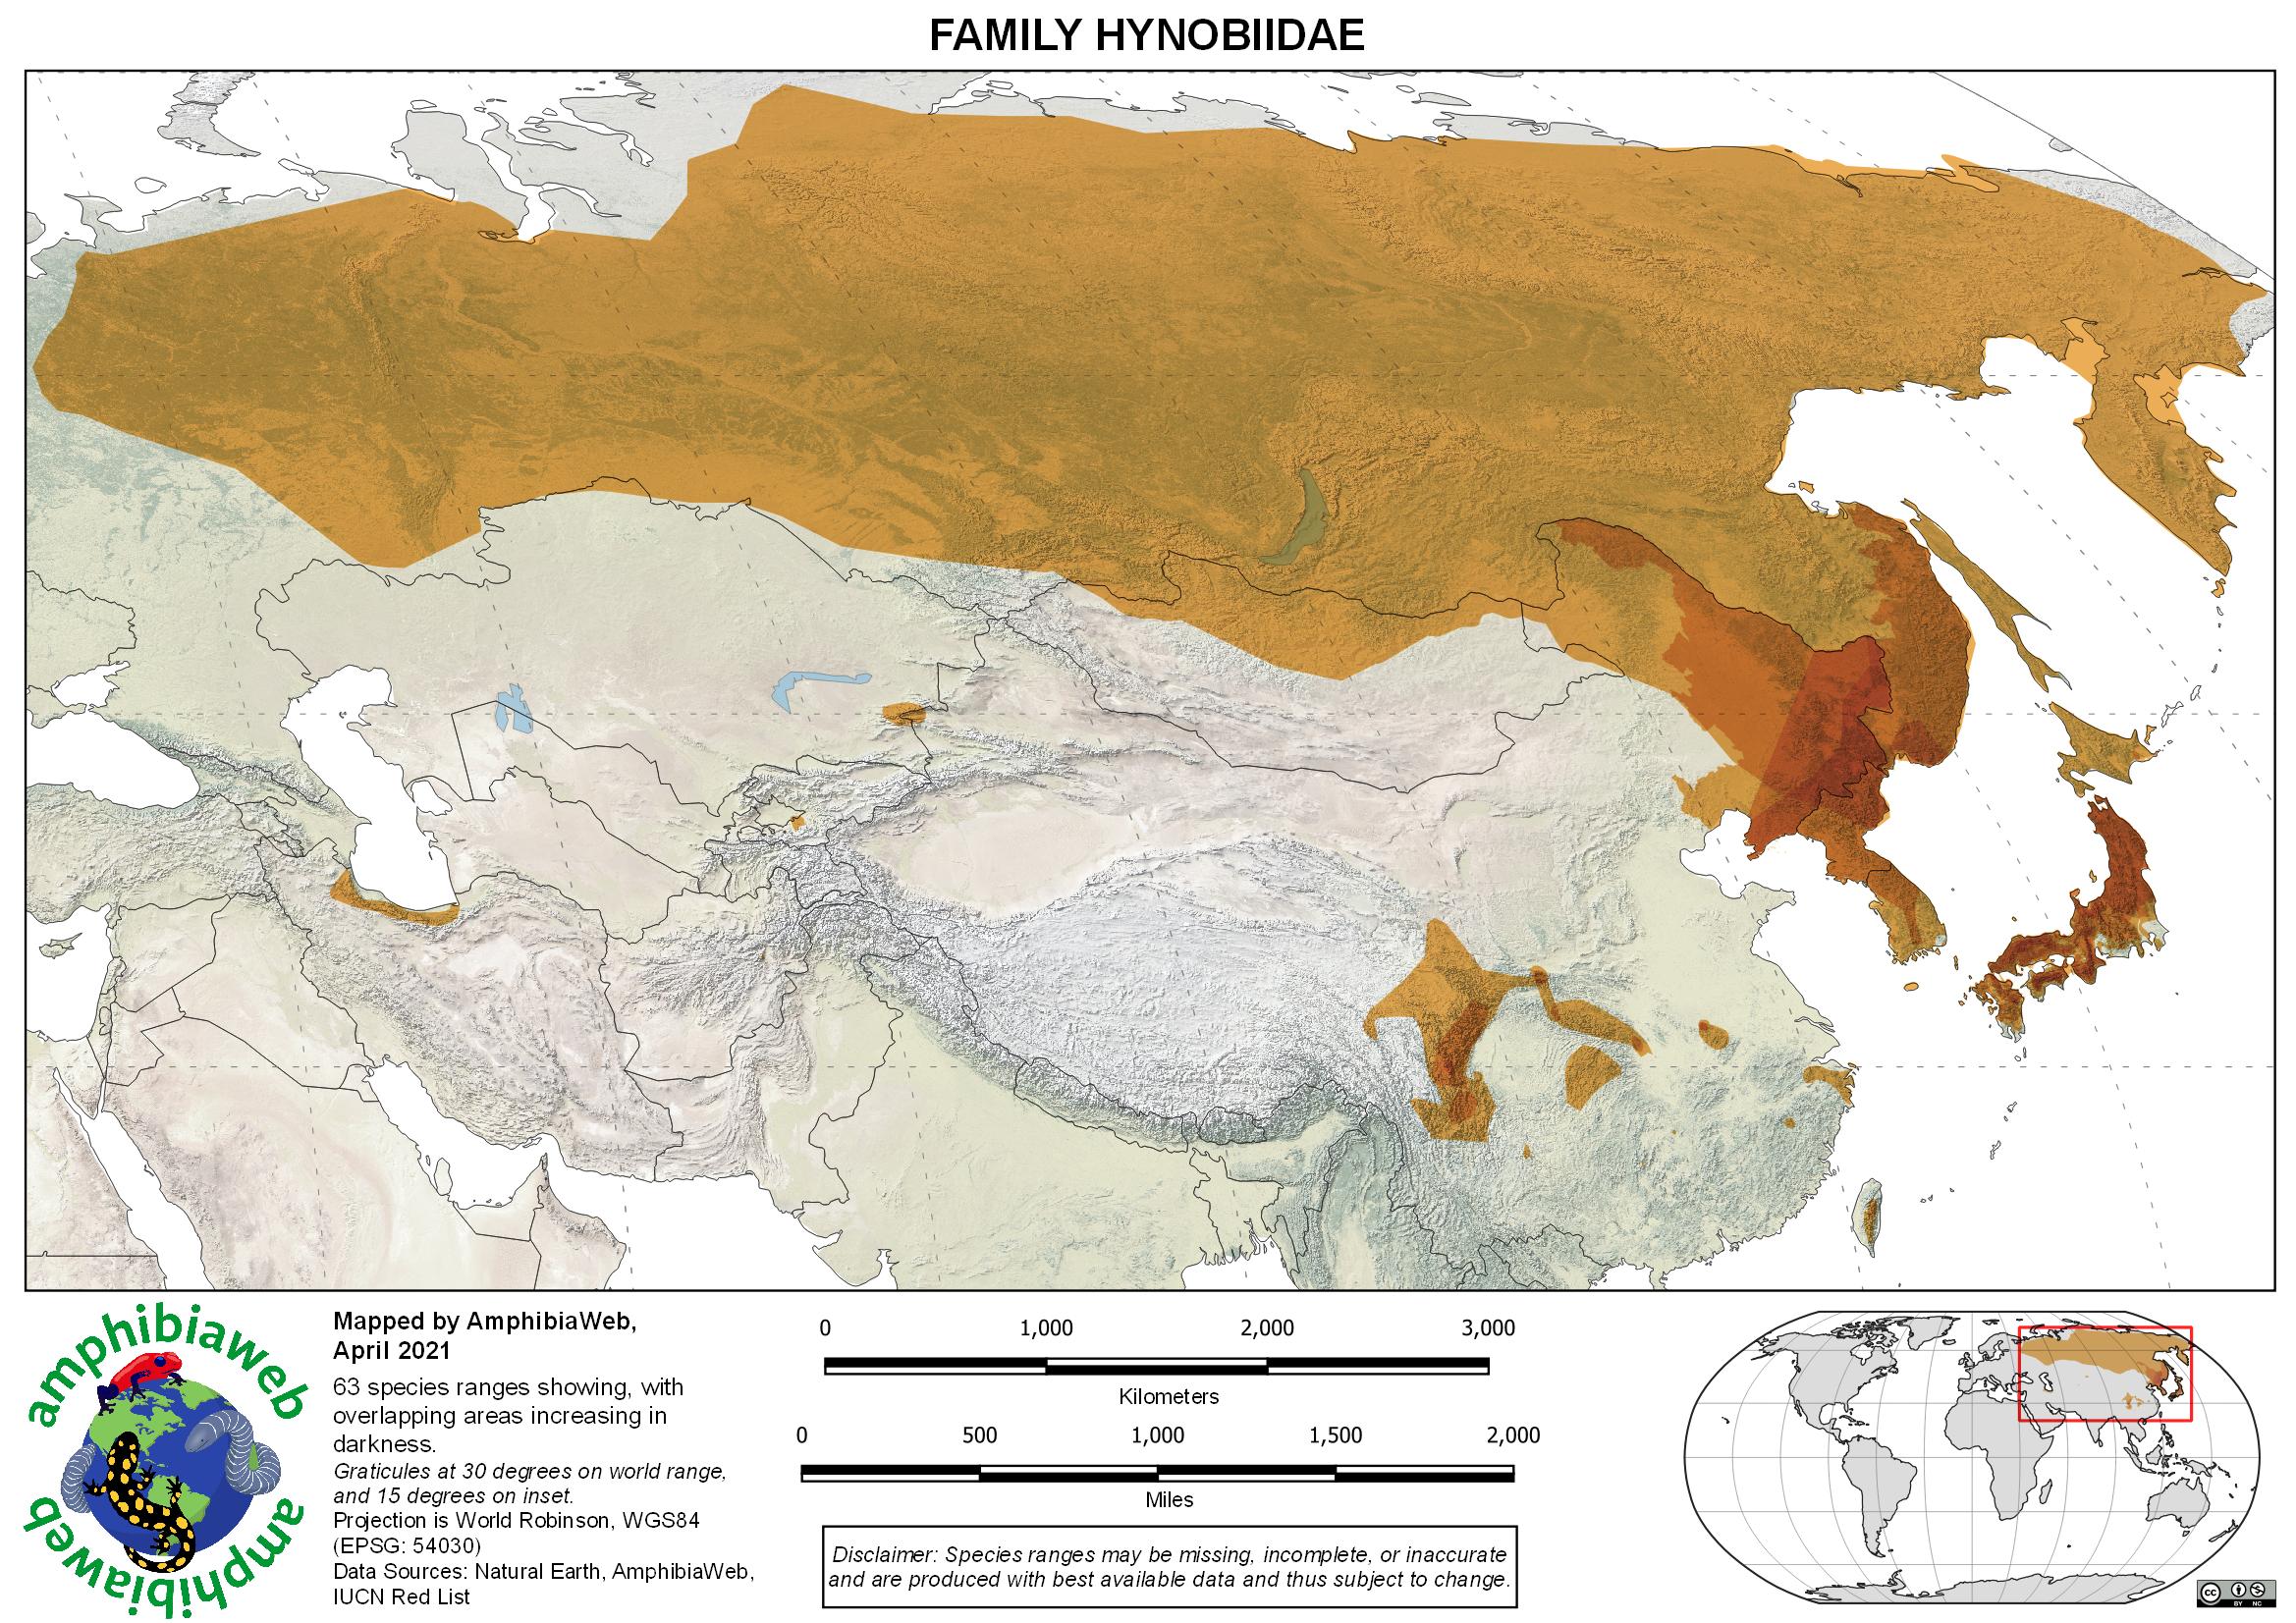 FAMILY HYNOBIIDAE
amphibiaweb
amphibiaweb
Mapped by AmphibiaWeb,
April 2021
63 species ranges showing, with
overlapping areas increasing in
darkness.
Graticules at 30 degrees on world range,
and 15 degrees on inset.
Projection is World Robinson, WGS84
(EPSG: 54030)
Data Sources: Natural Earth, AmphibiaWeb,
IUCN Red List
0 1,000 2,000 3,000
Kilometers
0 500 1,000 1,500 2,000
Miles
Disclaimer: Species ranges may be missing, incomplete, or inaccurate
and are produced with best available data and thus subject to change.
cc
BY NC